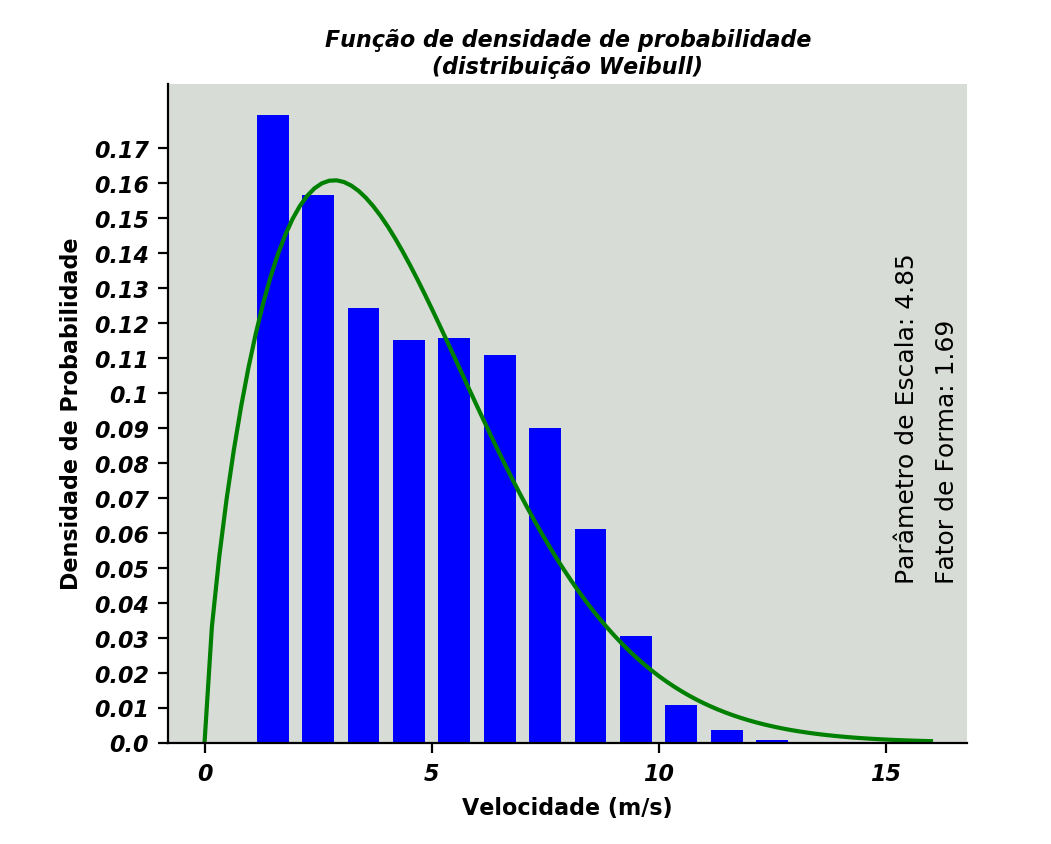 Função de densidade de probabilidade
(distribuição Weibull)
Densidade de Probabilidade
0.17
0.16
0.15
0.14
0.13
0.12
0.11
0.1
0.09
0.08
0.07
0.06
0.05
0.04
0.03
0.02
0.01
0.0
Parâmetro de Escala: 4.85
Fator de Forma: 1.69
0 5 10 15
Velocidade (m/s)